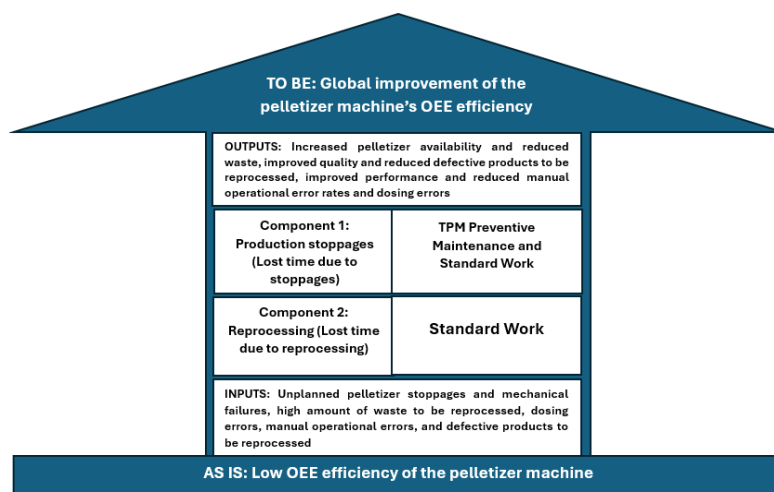 TO BE: Global improvement of the
pelletizer machine's OEE efficiency
OUTPUTS: Increased pelletizer availability and reduced
waste, improved quality and reduced defective products to be
reprocessed, improved performance and reduced manual
operational error rates and dosing errors
Component 1:
Production stoppages
(Lost time due to
stoppages)
TPM Preventive
Maintenance and
Standard Work
Component 2:
Reprocessing (Lost time
due to reprocessing)
Standard Work
INPUTS: Unplanned pelletizer stoppages and mechanical
failures, high amount of waste to be reprocessed, dosing
errors, manual operational errors, and defective products to
be reprocessed
AS IS: Low OEE efficiency of the pelletizer machine